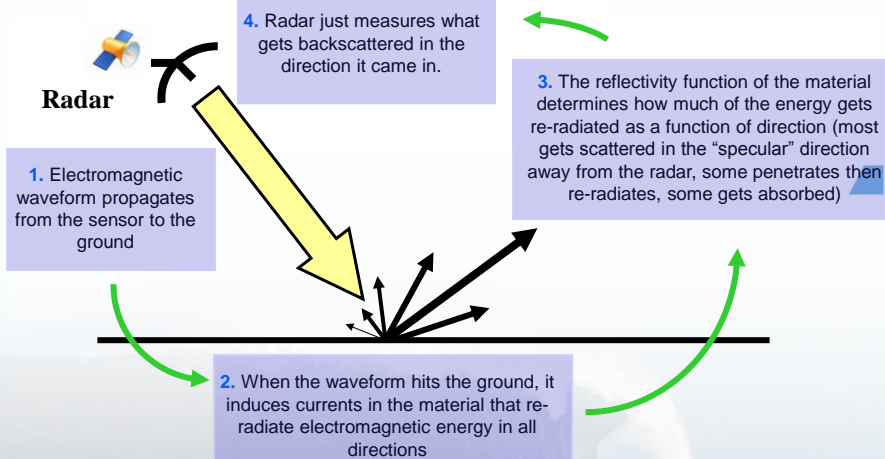 Radar
1. Electromagnetic
waveform propagates
from the sensor to the
ground
2. When the waveform hits the ground, it
induces currents in the material that re-
radiate electromagnetic energy in all
directions
3. The reflectivity function of the material
determines how much of the energy gets
re-radiated as a function of direction (most
gets scattered in the “specular” direction
away from the radar, some penetrates then
re-radiates, some gets absorbed)
4. Radar just measures what
gets backscattered in the
direction it came in.